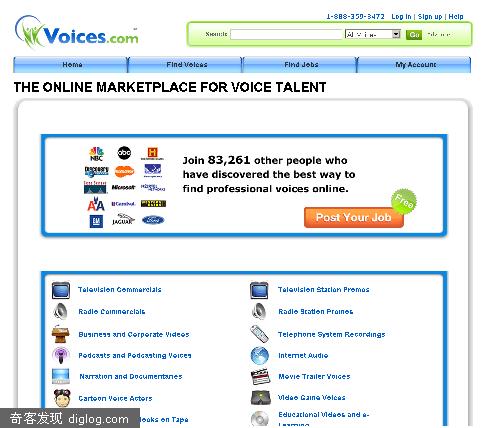 1-888-359-3472 Log In | Sign up | Help
Voices.com
Search: Go Advanced
Home Find Voices Find Jobs My Account
THE ONLINE MARKETPLACE FOR VOICE TALENT
NBC abc
Join 83,261 other people who
have discovered the best way to
find professional voices online.
Discovery
Microsoft
AA Carnival
GM JAGUAR Ford
Free
Post Your Job
Television Commercials Television Station Promos
Radio Commercials Radio Station Promos
Business and Corporate Videos Telephone System Recordings
Podcasts and Podcasting Voices Internet Audio
Narration and Documentaries Movie Trailer Voices
Cartoon Voice Actors Video Game Voices
ooks on Tape Educational Videos and e-
Learning
奇客发现 diglog.com